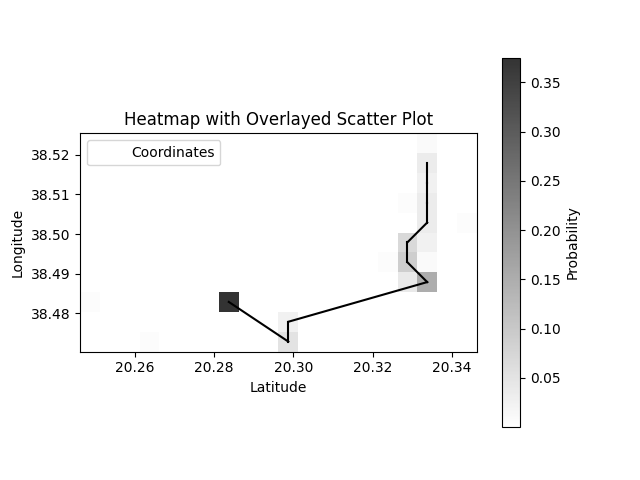 Heatmap with Overlayed Scatter Plot
Coordinates
38.52
38.51
38.50
38.49
38.48
Longitude
20.26 20.28 20.30 20.32 20.34
Latitude
0.35
0.30
0.25
0.20
0.15
0.10
0.05
Probability